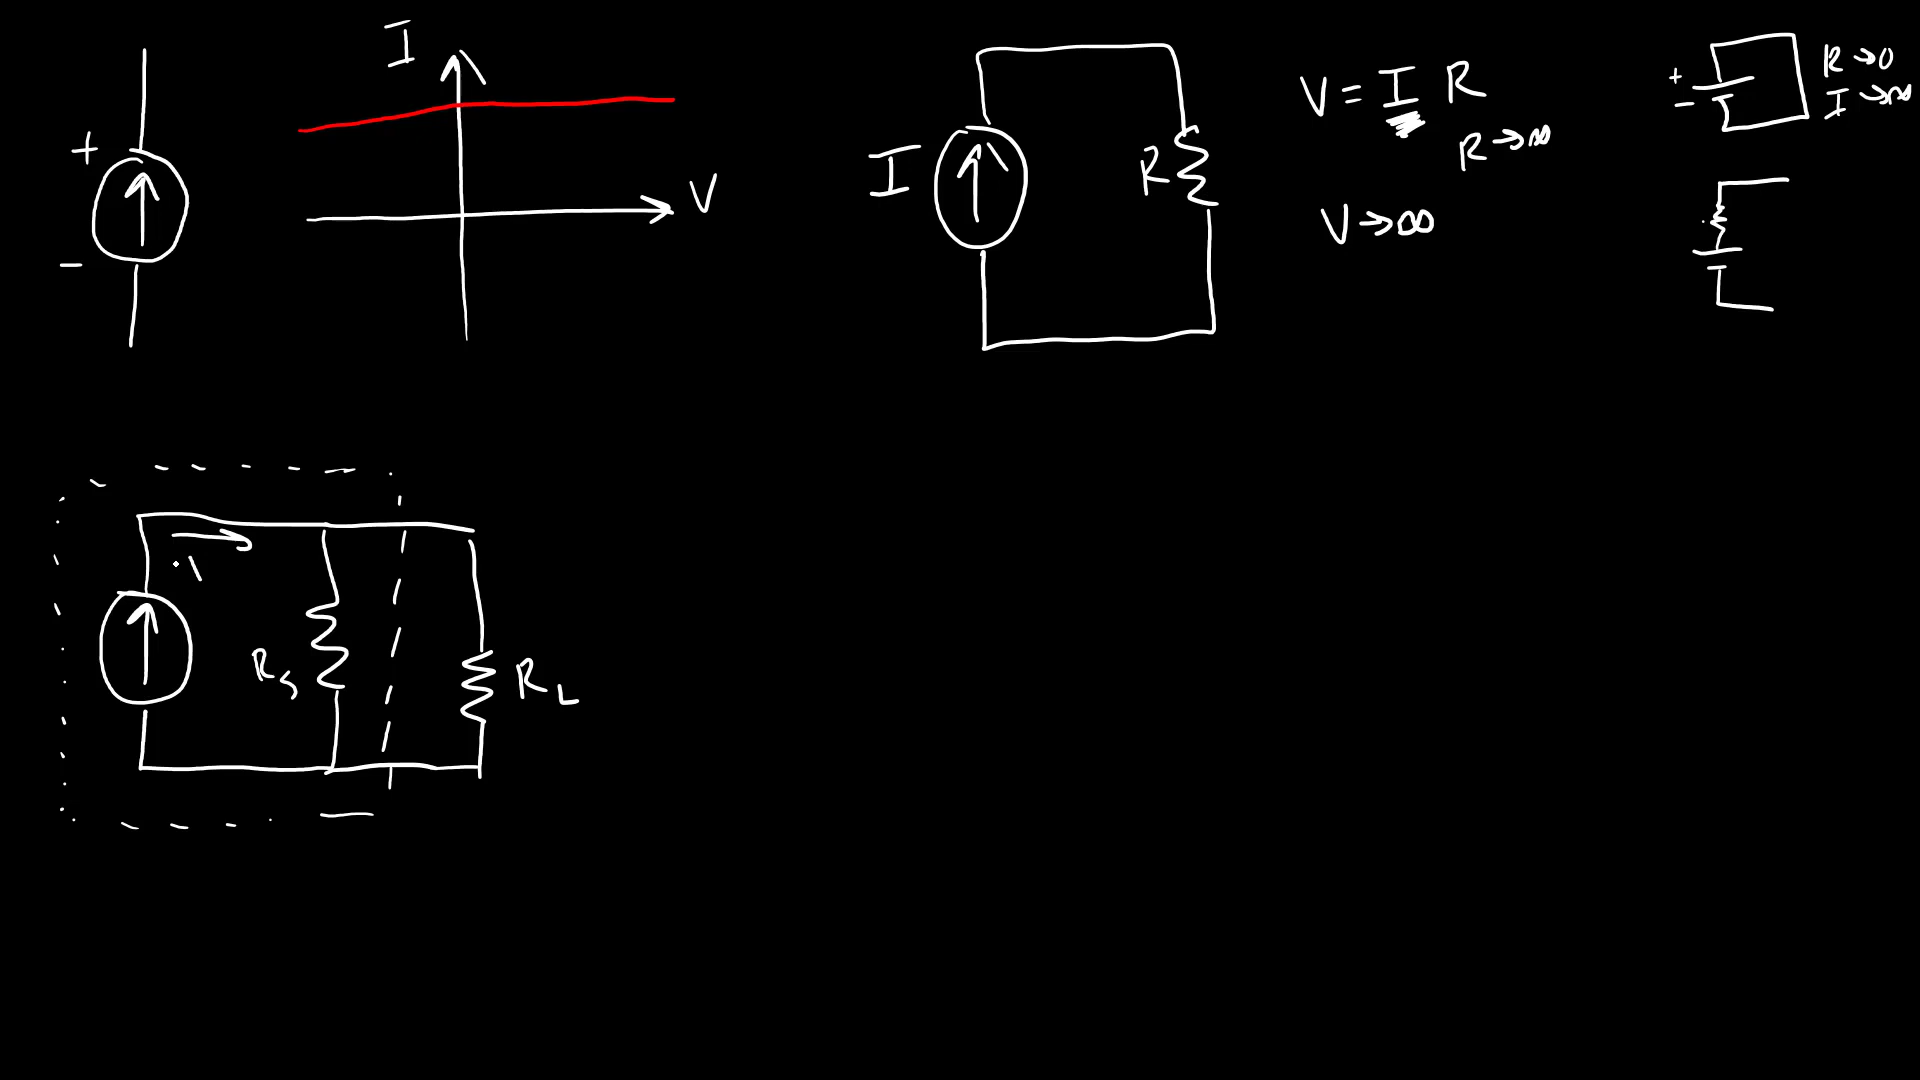 I
V
+
-
I
R
V = I R
R → ∞
V → ∞
+
-
R → 0
I → ∞
R_S
R_L